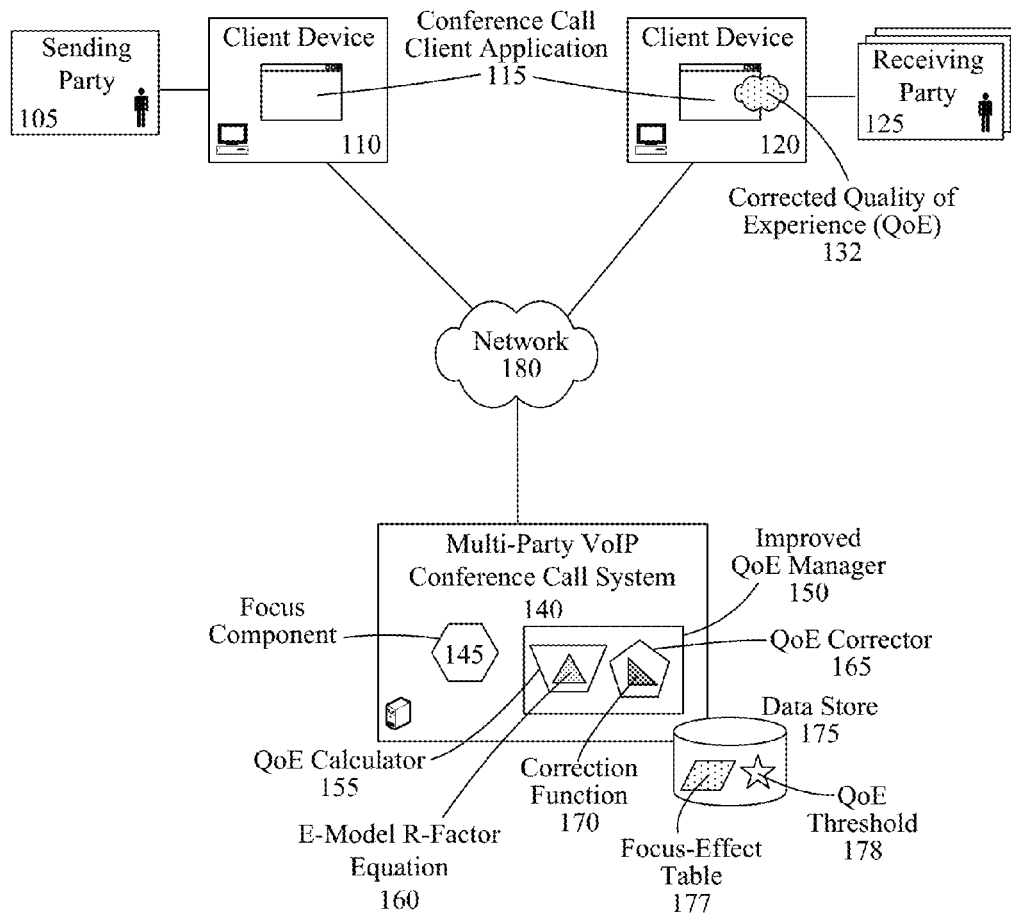 Sending
Party
105
Client Device
110
Conference Call
Client Application
115
Client Device
120
Receiving
Party
125
Corrected Quality of
Experience (QoE)
132
Network
180
Multi-Party VoIP
Conference Call System
140
Focus
Component
145
Improved
QoE Manager
150
QoE Corrector
165
Data Store
175
QoE Calculator
155
E-Model R-Factor
Equation
160
Correction
Function
170
Focus-Effect
Table
177
QoE
Threshold
178